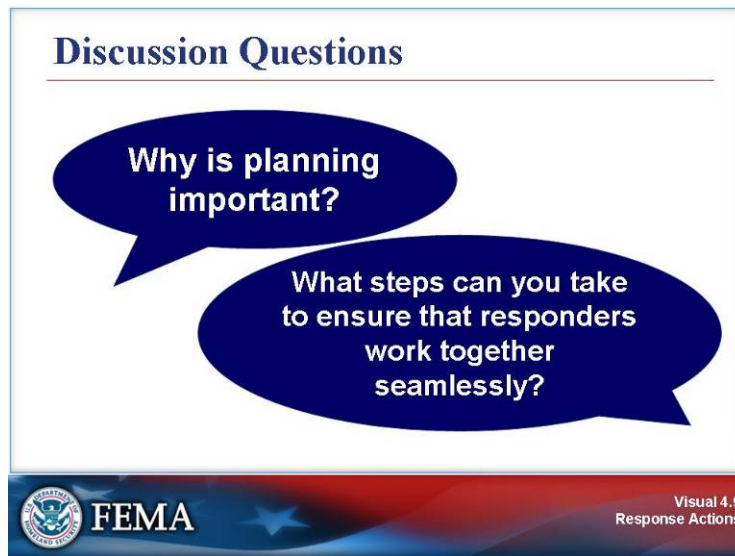 Discussion Questions
Why is planning
important?
What steps can you take
to ensure that responders
work together
seamlessly?
FEMA
Visual 4.9
Response Actions